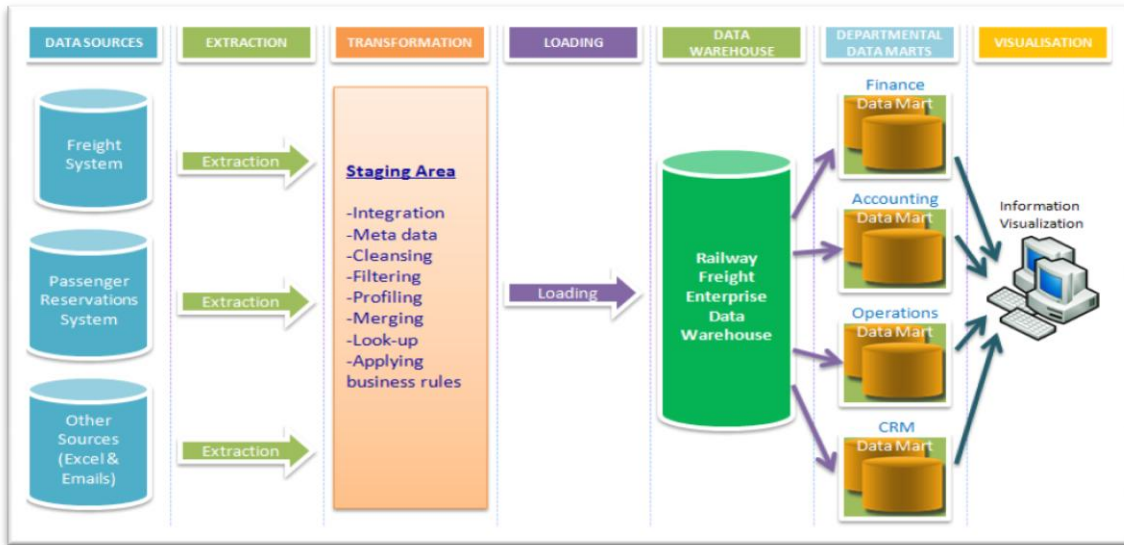 DATA SOURCES
EXTRACTION
TRANSFORMATION
LOADING
DATA
WAREHOUSE
DEPARTMENTAL
DATA MARTS
VISUALISATION
Freight
System
Passenger
Reservations
System
Other
Sources
(Excel &
Emails)
Extraction
Extraction
Extraction
Staging Area
-Integration
-Meta data
-Cleansing
-Filtering
-Profiling
-Merging
-Look-up
-Applying
business rules
Loading
Railway
Freight
Enterprise
Data
Warehouse
Finance
Data Mart
Accounting
Data Mart
Operations
Data Mart
CRM
Data Mart
Information
Visualization